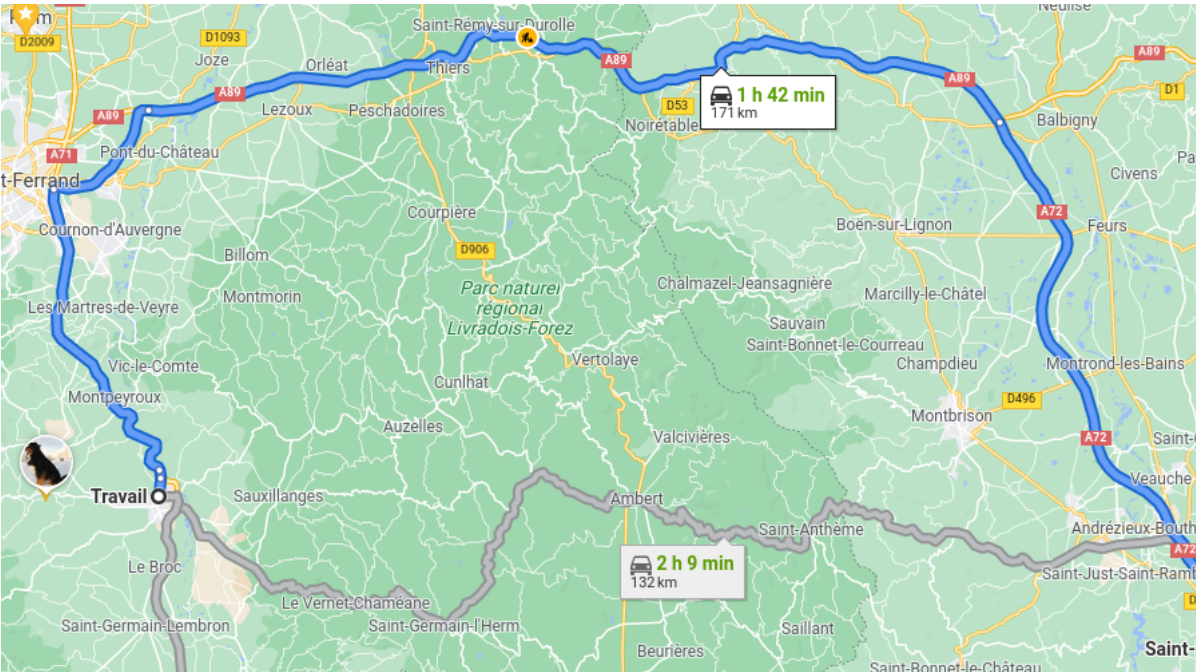 Neulise
D2009
D1093
Saint-Rémy-sur-Durolle
Joze
Orléat
Thiers
A89
A89
A89
A89
A89
D1
1 h 42 min
171 km
D53
Noirétable
Lezoux
Peschadoires
Balbigny
A71
Pont-du-Château
t-Ferrand
Civens
Courpière
A72
Cournon-d'Auvergne
Boën-sur-Lignon
Feurs
Billom
D906
Montmorin
Parc naturel
régional
Livradois-Forez
Chalmazel-Jeansagnière
Marcilly-le-Châtel
Les Martres-de-Veyre
Sauvain
Saint-Bonnet-le-Courreau
Vertolaye
Vic-le-Comte
Champdieu
Montrond-les-Bains
Cunlhat
Montpeyroux
D496
Montbrison
Auzelles
Valcivières
A72
Saint-
Veauche
Travail
Sauxillanges
Ambert
Saint-Anthème
Andrézieux-Bouth
A72
2 h 9 min
132 km
Le Broc
Saint-Just-Saint-Ramb
Le Vernet-Chaméane
Saint-Germain-Lembron
Saint-Germain-l'Herm
Saillant
Beurières
Saint-
Saint-Bonnet-le-Château